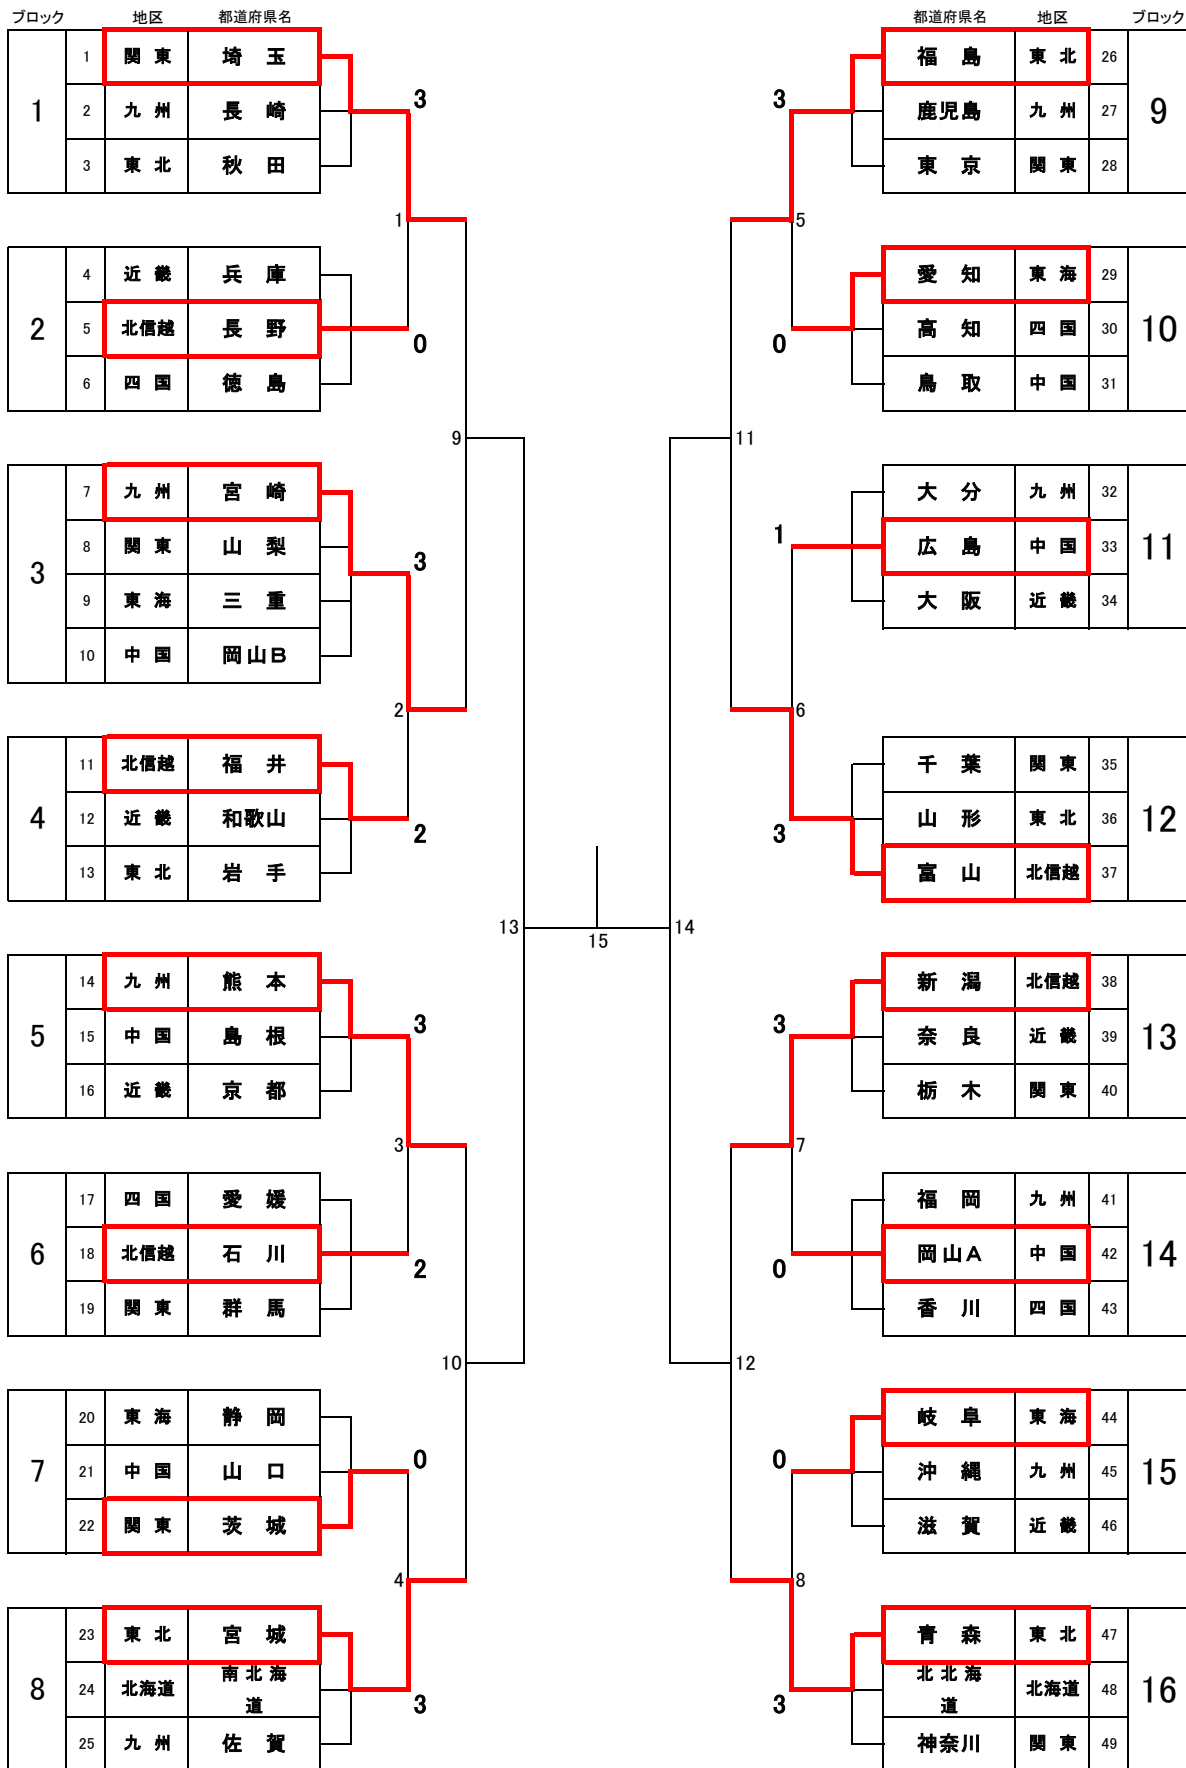 ブロック 地区 都道府県名
1
1 関東 埼玉
2 九州 長崎
3 東北 秋田
3
1
2
4 近畿 兵庫
5 北信越 長野
6 四国 徳島
0
9
3
7 九州 宮崎
8 関東 山梨
9 東海 三重
10 中国 岡山B
3
2
4
11 北信越 福井
12 近畿 和歌山
13 東北 岩手
2
13
5
14 九州 熊本
15 中国 島根
16 近畿 京都
3
3
6
17 四国 愛媛
18 北信越 石川
19 関東 群馬
2
10
7
20 東海 静岡
21 中国 山口
22 関東 茨城
0
4
8
23 東北 宮城
24 北海道 南北海道
25 九州 佐賀
3
15
都道府県名 地区 ブロック
福島 東北 26
鹿児島 九州 27
東京 関東 28
9
3
5
愛知 東海 29
高知 四国 30
鳥取 中国 31
10
0
11
大分 九州 32
広島 中国 33
大阪 近畿 34
11
1
6
千葉 関東 35
山形 東北 36
富山 北信越 37
12
3
14
新潟 北信越 38
奈良 近畿 39
栃木 関東 40
13
3
7
福岡 九州 41
岡山A 中国 42
香川 四国 43
14
0
12
岐阜 東海 44
沖縄 九州 45
滋賀 近畿 46
15
0
8
青森 東北 47
北北海道 北海道 48
神奈川 関東 49
16
3